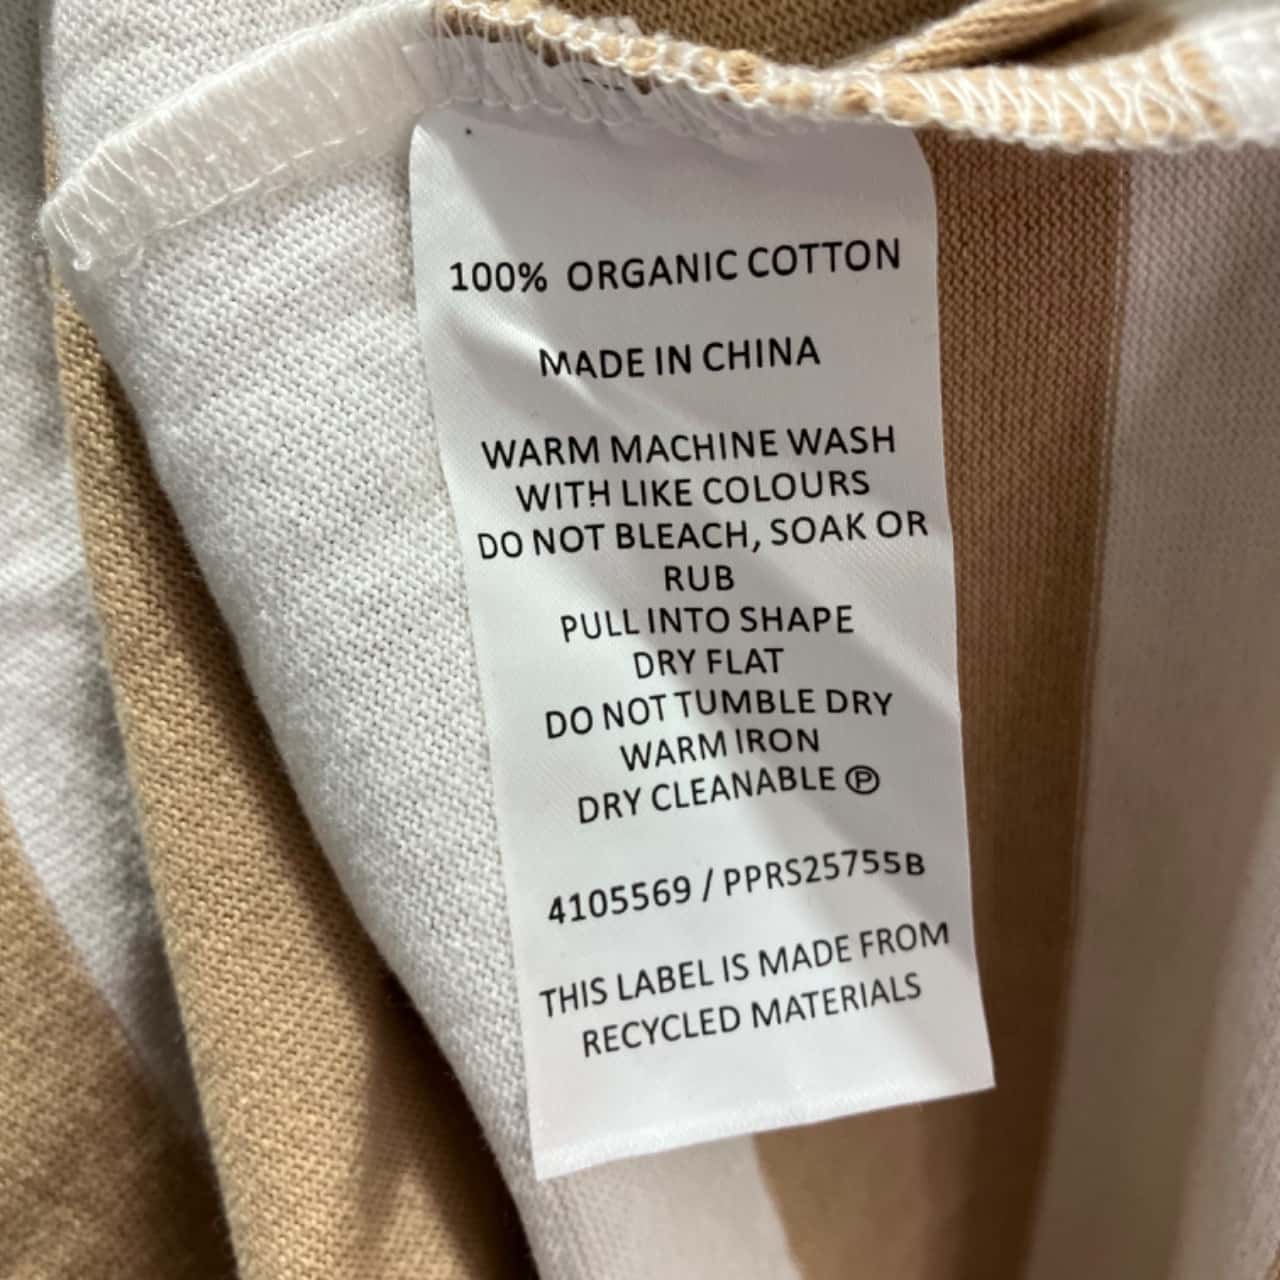 100% ORGANIC COTTON
MADE IN CHINA
WARM MACHINE WASH
WITH LIKE COLOURS
DO NOT BLEACH, SOAK OR
RUB
PULL INTO SHAPE
DRY FLAT
DO NOT TUMBLE DRY
WARM IRON
DRY CLEANABLE Ⓟ
4105569 / PPRS25755B
THIS LABEL IS MADE FROM
RECYCLED MATERIALS